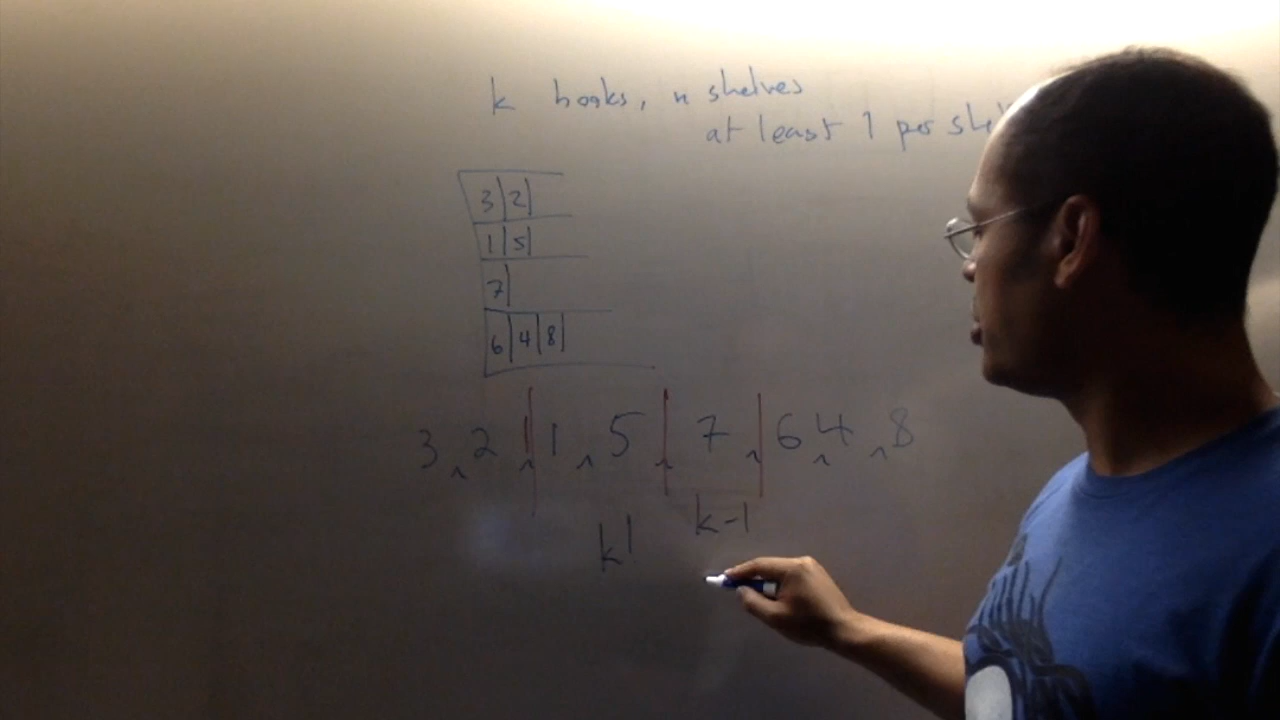 k books, n shelves
at least 1 per shel
3|2|
1|5|
7|
6|4|8|
3 2 | 1 5 | 7 | 6 4 8
k-1
k!